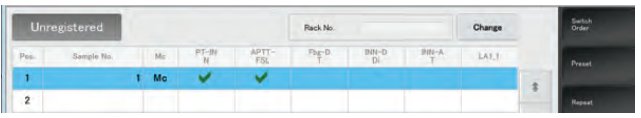 Unregistered
Rack No.
Change
Switch
Order
Pos. Sample No. Mc PT-IN APTT- Fbg-D INN-D INN-A LA1_1
N FSL T Di T
Preset
1 1 Mc
2
Repeat